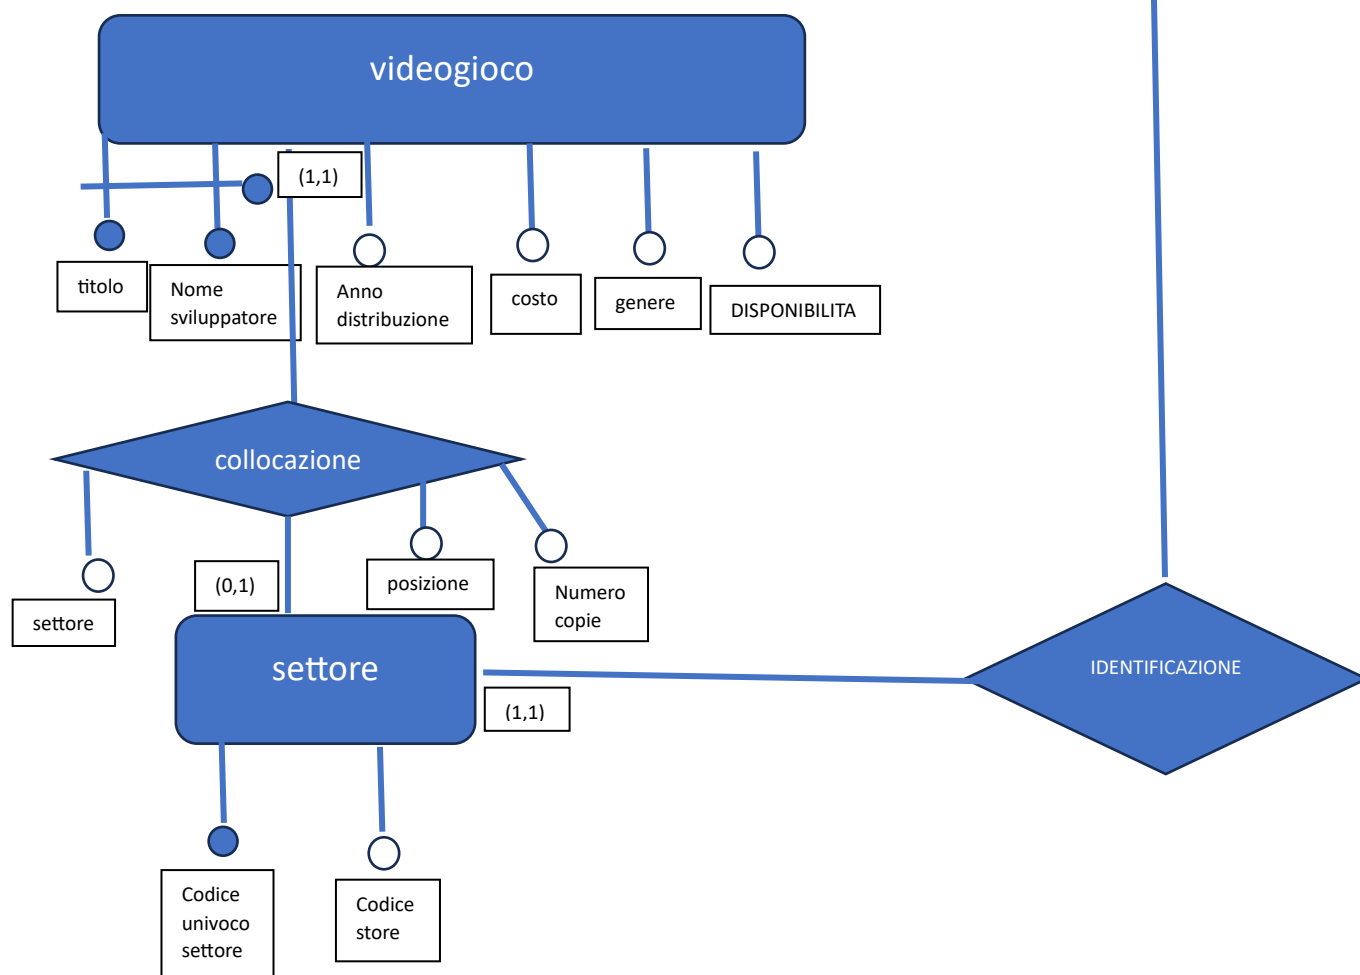 videogioco
(1,1)
titolo
Nome
sviluppatore
Anno
distribuzione
costo
genere
DISPONIBILITA
collocazione
settore
(0,1)
posizione
Numero
copie
settore
(1,1)
IDENTIFICAZIONE
Codice
univoco
settore
Codice
store